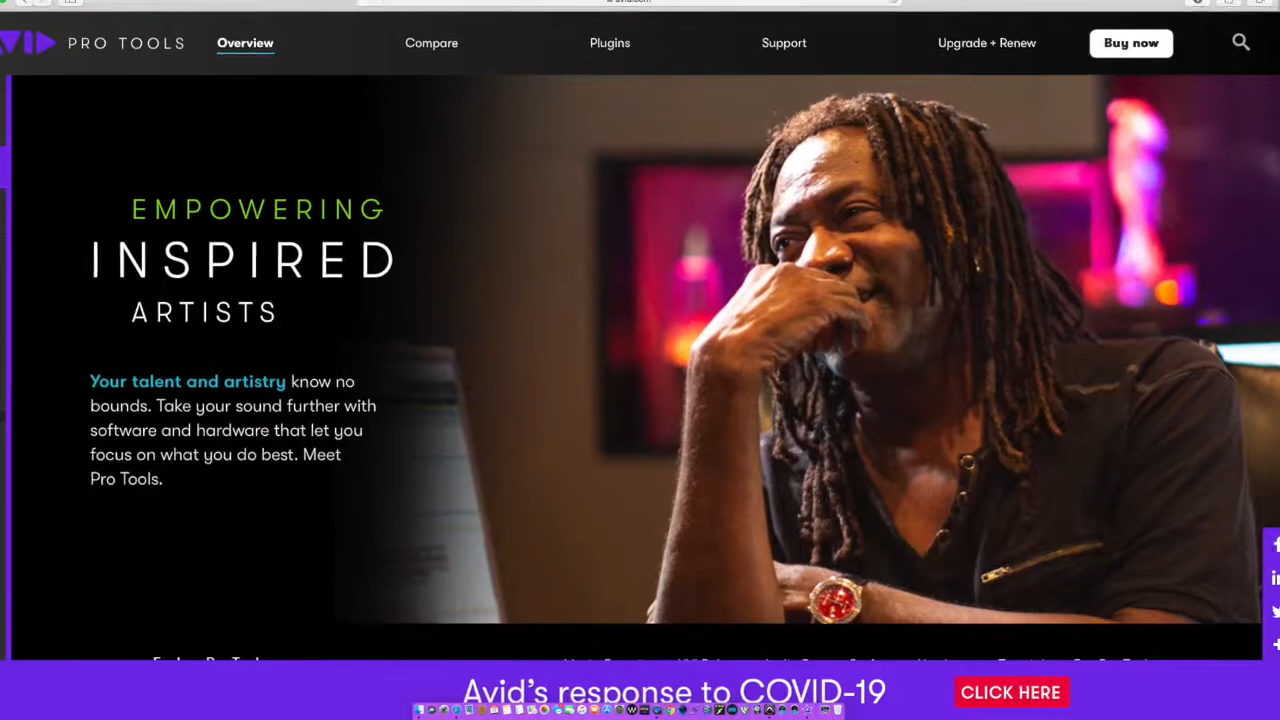 AVID PRO TOOLS
Overview
Compare
Plugins
Support
Upgrade + Renew
Buy now
EMPOWERING
INSPIRED
ARTISTS
Your talent and artistry know no
bounds. Take your sound further with
software and hardware that let you
focus on what you do best. Meet
Pro Tools.
Avid's response to COVID-19
CLICK HERE